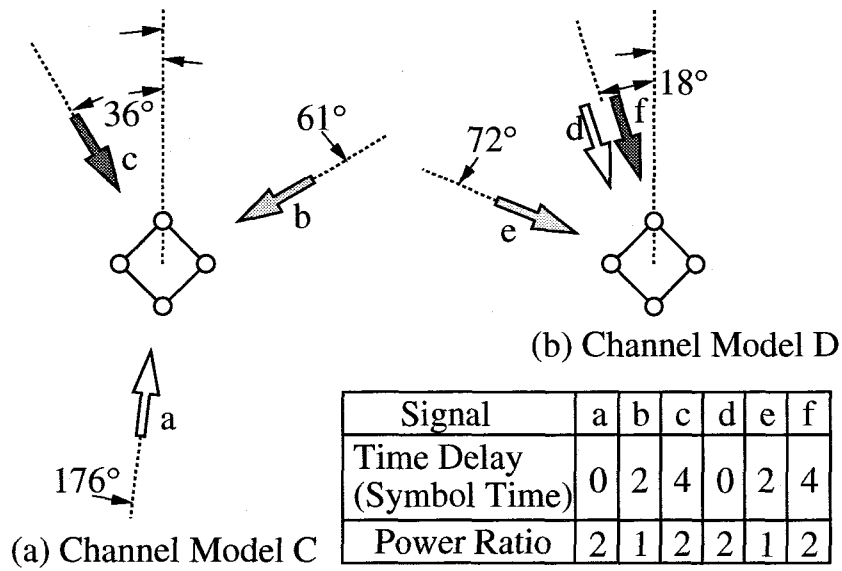 36°
c
61°
b
a
176°
(a) Channel Model C
18°
d
f
72°
e
(b) Channel Model D
Signal a b c d e f
Time Delay
(Symbol Time) 0 2 4 0 2 4
Power Ratio 2 1 2 2 1 2